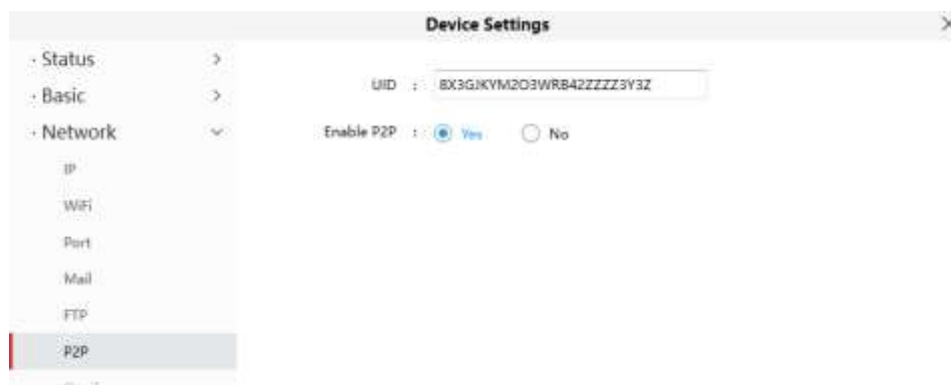 Device Settings
· Status
· Basic
· Network
IP
WiFi
Port
Mail
FTP
P2P
UID : 8X3GJKYM2O3WRB42ZZZZ3Y3Z
Enable P2P : Yes No